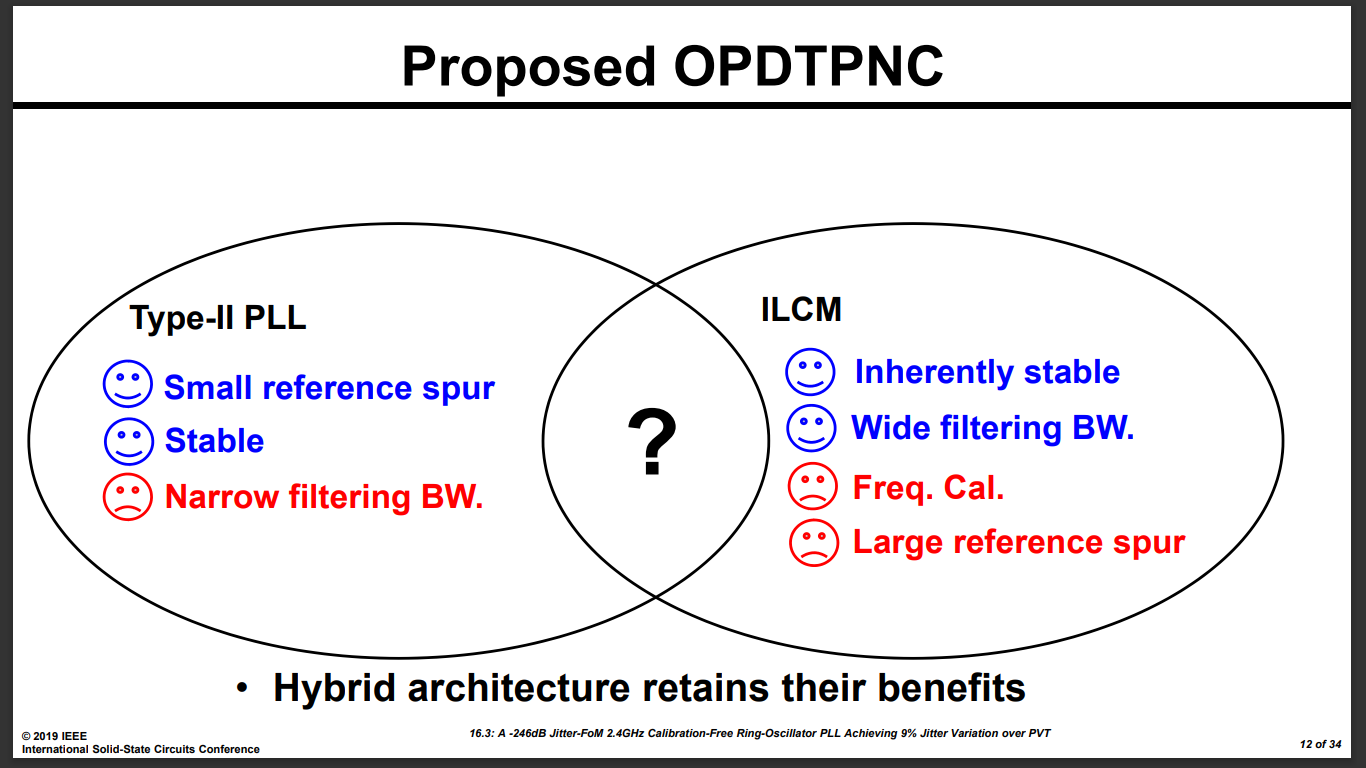 Proposed OPDTPNC
Type-II PLL
Small reference spur
Stable
Narrow filtering BW.
?
ILCM
Inherently stable
Wide filtering BW.
Freq. Cal.
Large reference spur
• Hybrid architecture retains their benefits
© 2019 IEEE
International Solid-State Circuits Conference
16.3: A -246dB Jitter-FoM 2.4GHz Calibration-Free Ring-Oscillator PLL Achieving 9% Jitter Variation over PVT
12 of 34